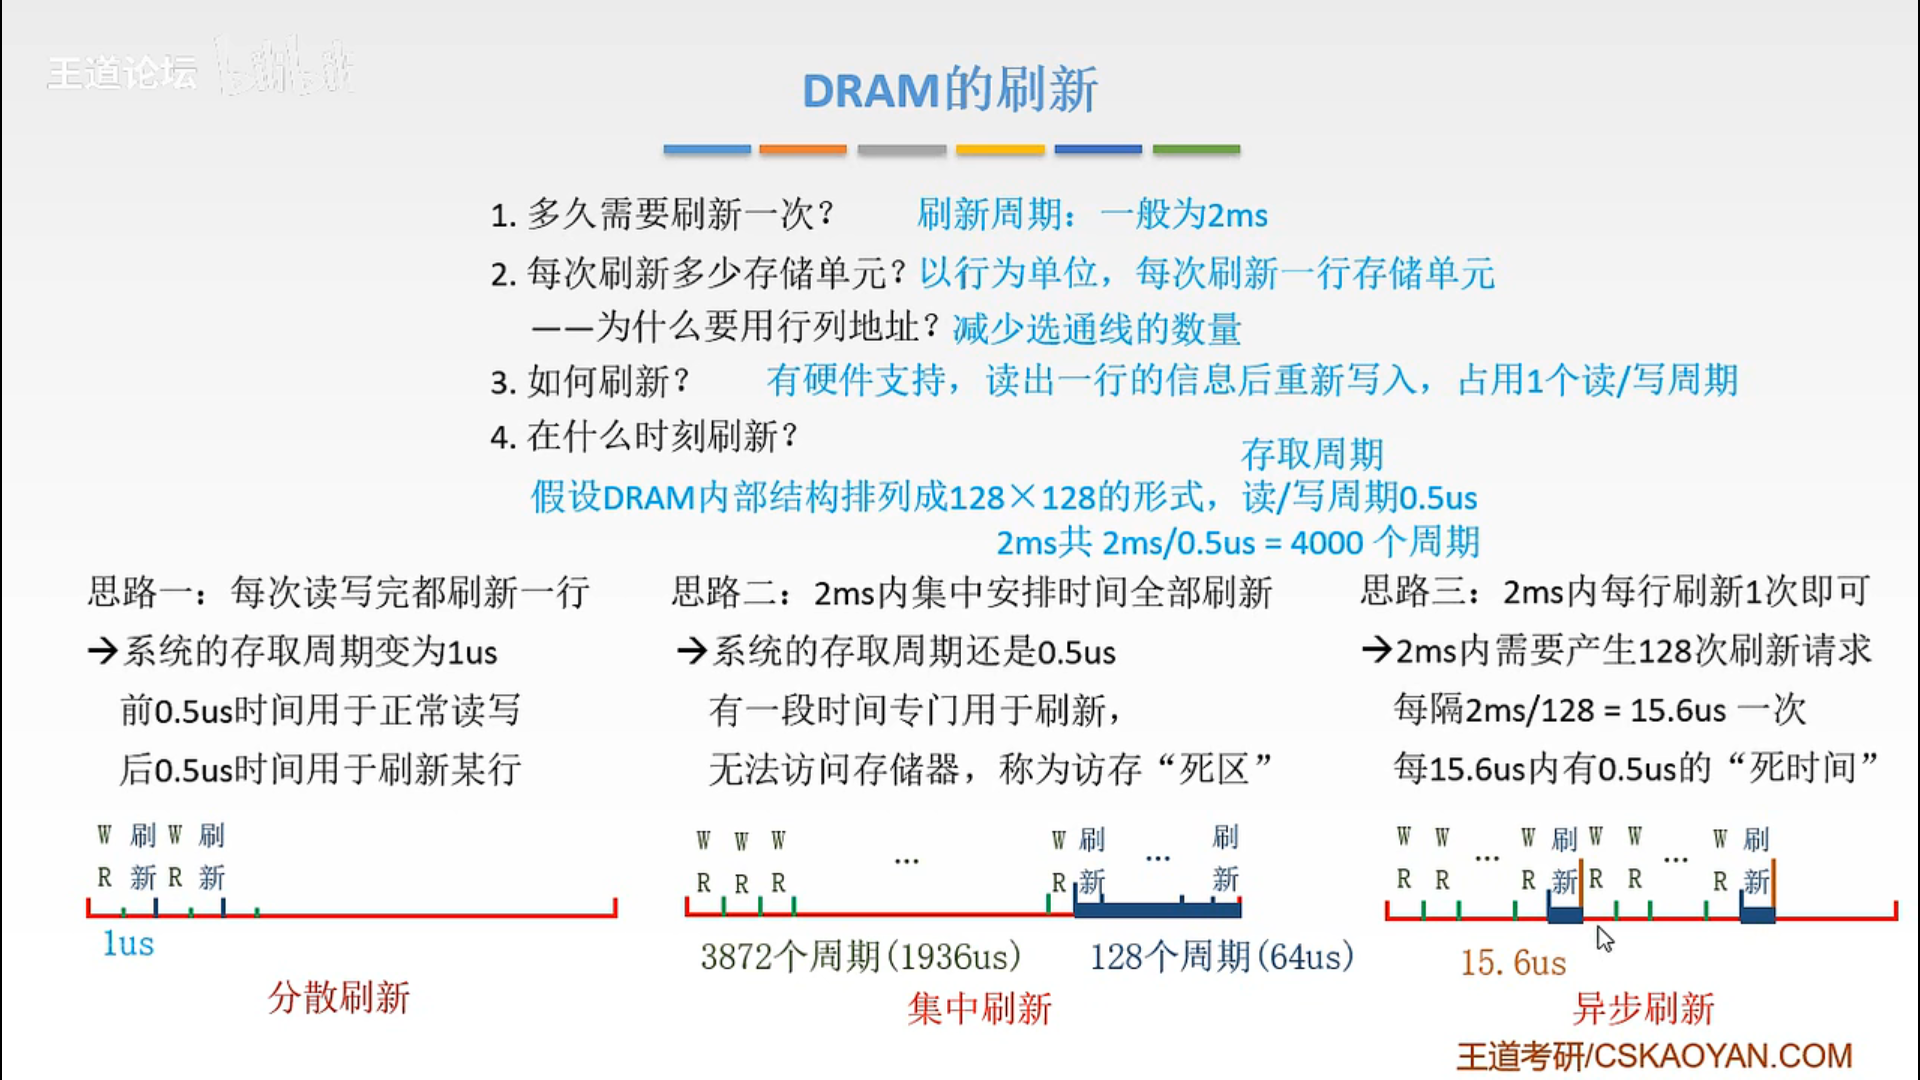 王道论坛 bilibili
DRAM的刷新
1. 多久需要刷新一次？ 刷新周期：一般为2ms
2. 每次刷新多少存储单元？以行为单位，每次刷新一行存储单元
——为什么要用行列地址？减少选通线的数量
3. 如何刷新？ 有硬件支持，读出一行的信息后重新写入，占用1个读/写周期
4. 在什么时刻刷新？
存取周期
假设DRAM内部结构排列成128×128的形式，读/写周期0.5us
2ms共 2ms/0.5us = 4000 个周期
思路一：每次读写完都刷新一行
→系统的存取周期变为1us
前0.5us时间用于正常读写
后0.5us时间用于刷新某行
W 刷 W 刷
R 新 R 新
1us
分散刷新
思路二：2ms内集中安排时间全部刷新
→系统的存取周期还是0.5us
有一段时间专门用于刷新，
无法访问存储器，称为访存“死区”
W W W ... W 刷 ... 刷
R R R R 新 新
3872个周期(1936us) 128个周期(64us)
集中刷新
思路三：2ms内每行刷新1次即可
→2ms内需要产生128次刷新请求
每隔2ms/128 = 15.6us 一次
每15.6us内有0.5us的“死时间”
W W ... W 刷 W W ... W 刷
R R R 新 R R R 新
15.6us
异步刷新
王道考研/CSKAOYAN.COM